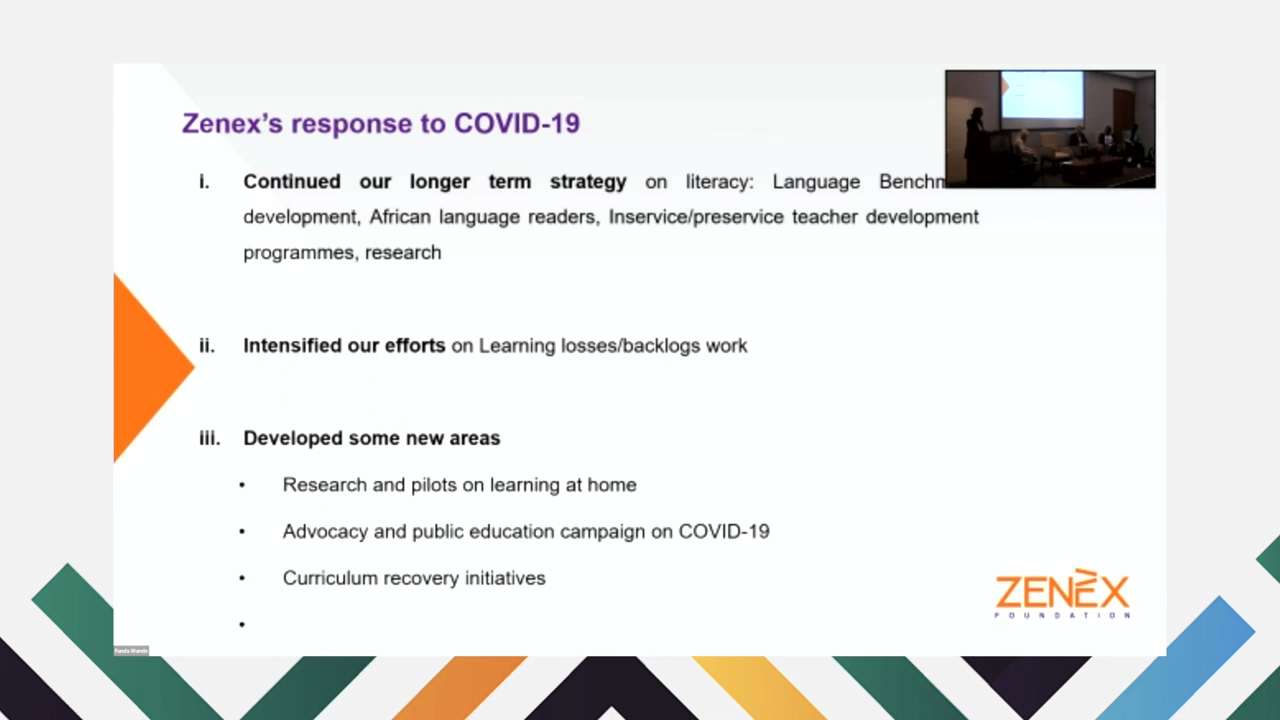 Zenex's response to COVID-19
i. Continued our longer term strategy on literacy: Language
development, African language readers, Inservice/preservice teacher development
programmes, research
ii. Intensified our efforts on Learning losses/backlogs work
iii. Developed some new areas
• Research and pilots on learning at home
• Advocacy and public education campaign on COVID-19
• Curriculum recovery initiatives
•
ZENEX
FOUNDATION
Funda Wande